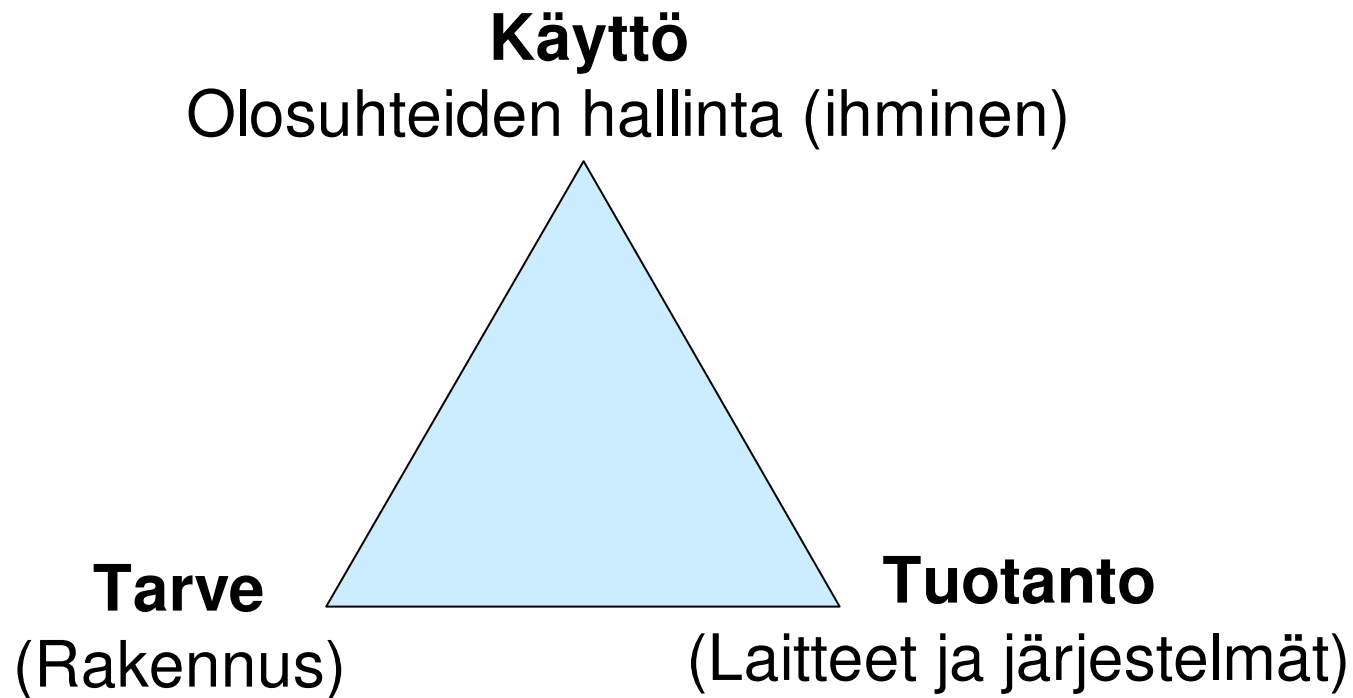 Käyttö
Olosuhteiden hallinta (ihminen)
Tarve
(Rakennus)
Tuotanto
(Laitteet ja järjestelmät)